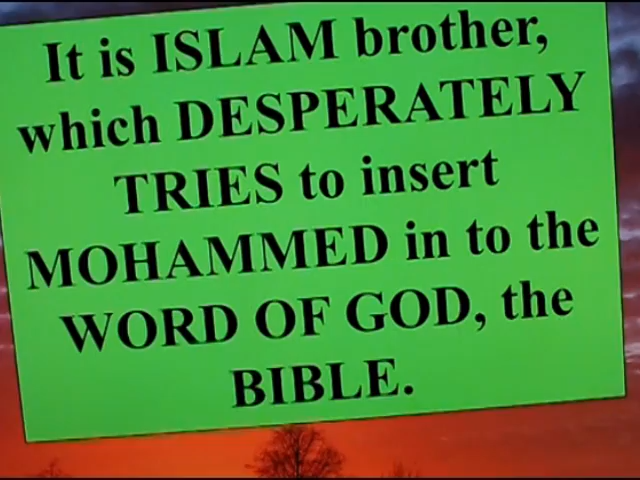 It is ISLAM brother,
which DESPERATELY
TRIES to insert
MOHAMMED in to the
WORD OF GOD, the
BIBLE.